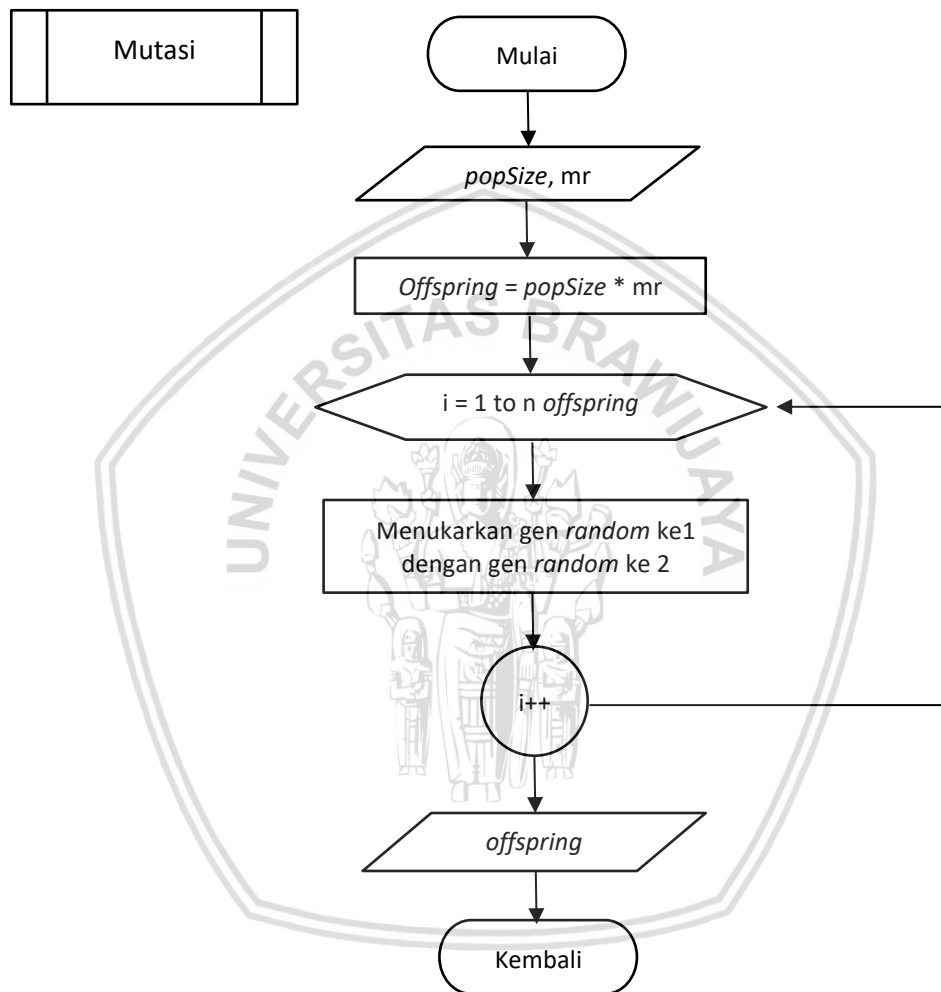 Mutasi
Mulai
popSize, mr
Offspring = popSize * mr
UNIVERSITAS BRAWIJAYA
i = 1 to n offspring
Menukarkan gen random ke1
dengan gen random ke 2
i++
offspring
Kembali